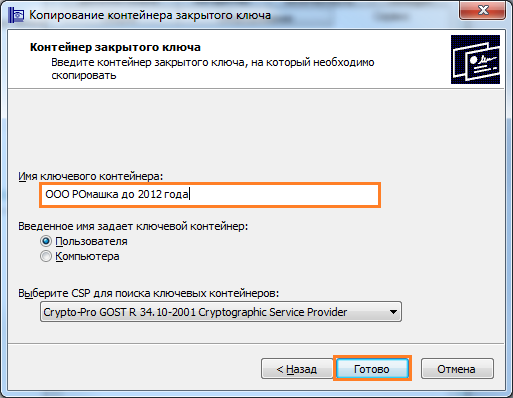 Копирование контейнера закрытого ключа
Контейнер закрытого ключа
Введите контейнер закрытого ключа, на который необходимо
скопировать
Имя ключевого контейнера:
ООО РОмашка до 2012 года
Введенное имя задает ключевой контейнер:
Пользователя
Компьютера
Выберите CSP для поиска ключевых контейнеров:
Crypto-Pro GOST R 34.10-2001 Cryptographic Service Provider
< Назад Готово Отмена